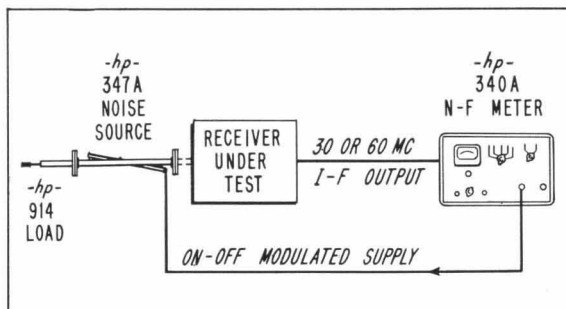 -hp-
347A
NOISE
SOURCE
-hp-
914
LOAD
RECEIVER
UNDER
TEST
30 OR 60 MC
I-F OUTPUT
-hp-
340A
N-F METER
ON-OFF MODULATED SUPPLY